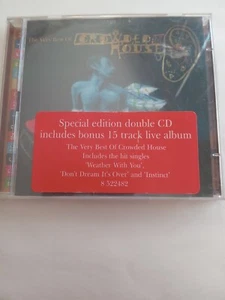 The Very Best Of
CROWDED
HOUSE
Special edition double CD
includes bonus 15 track live album
The Very Best Of Crowded House
Includes the hit singles
'Weather With You',
'Don't Dream It's Over' and 'Instinct'